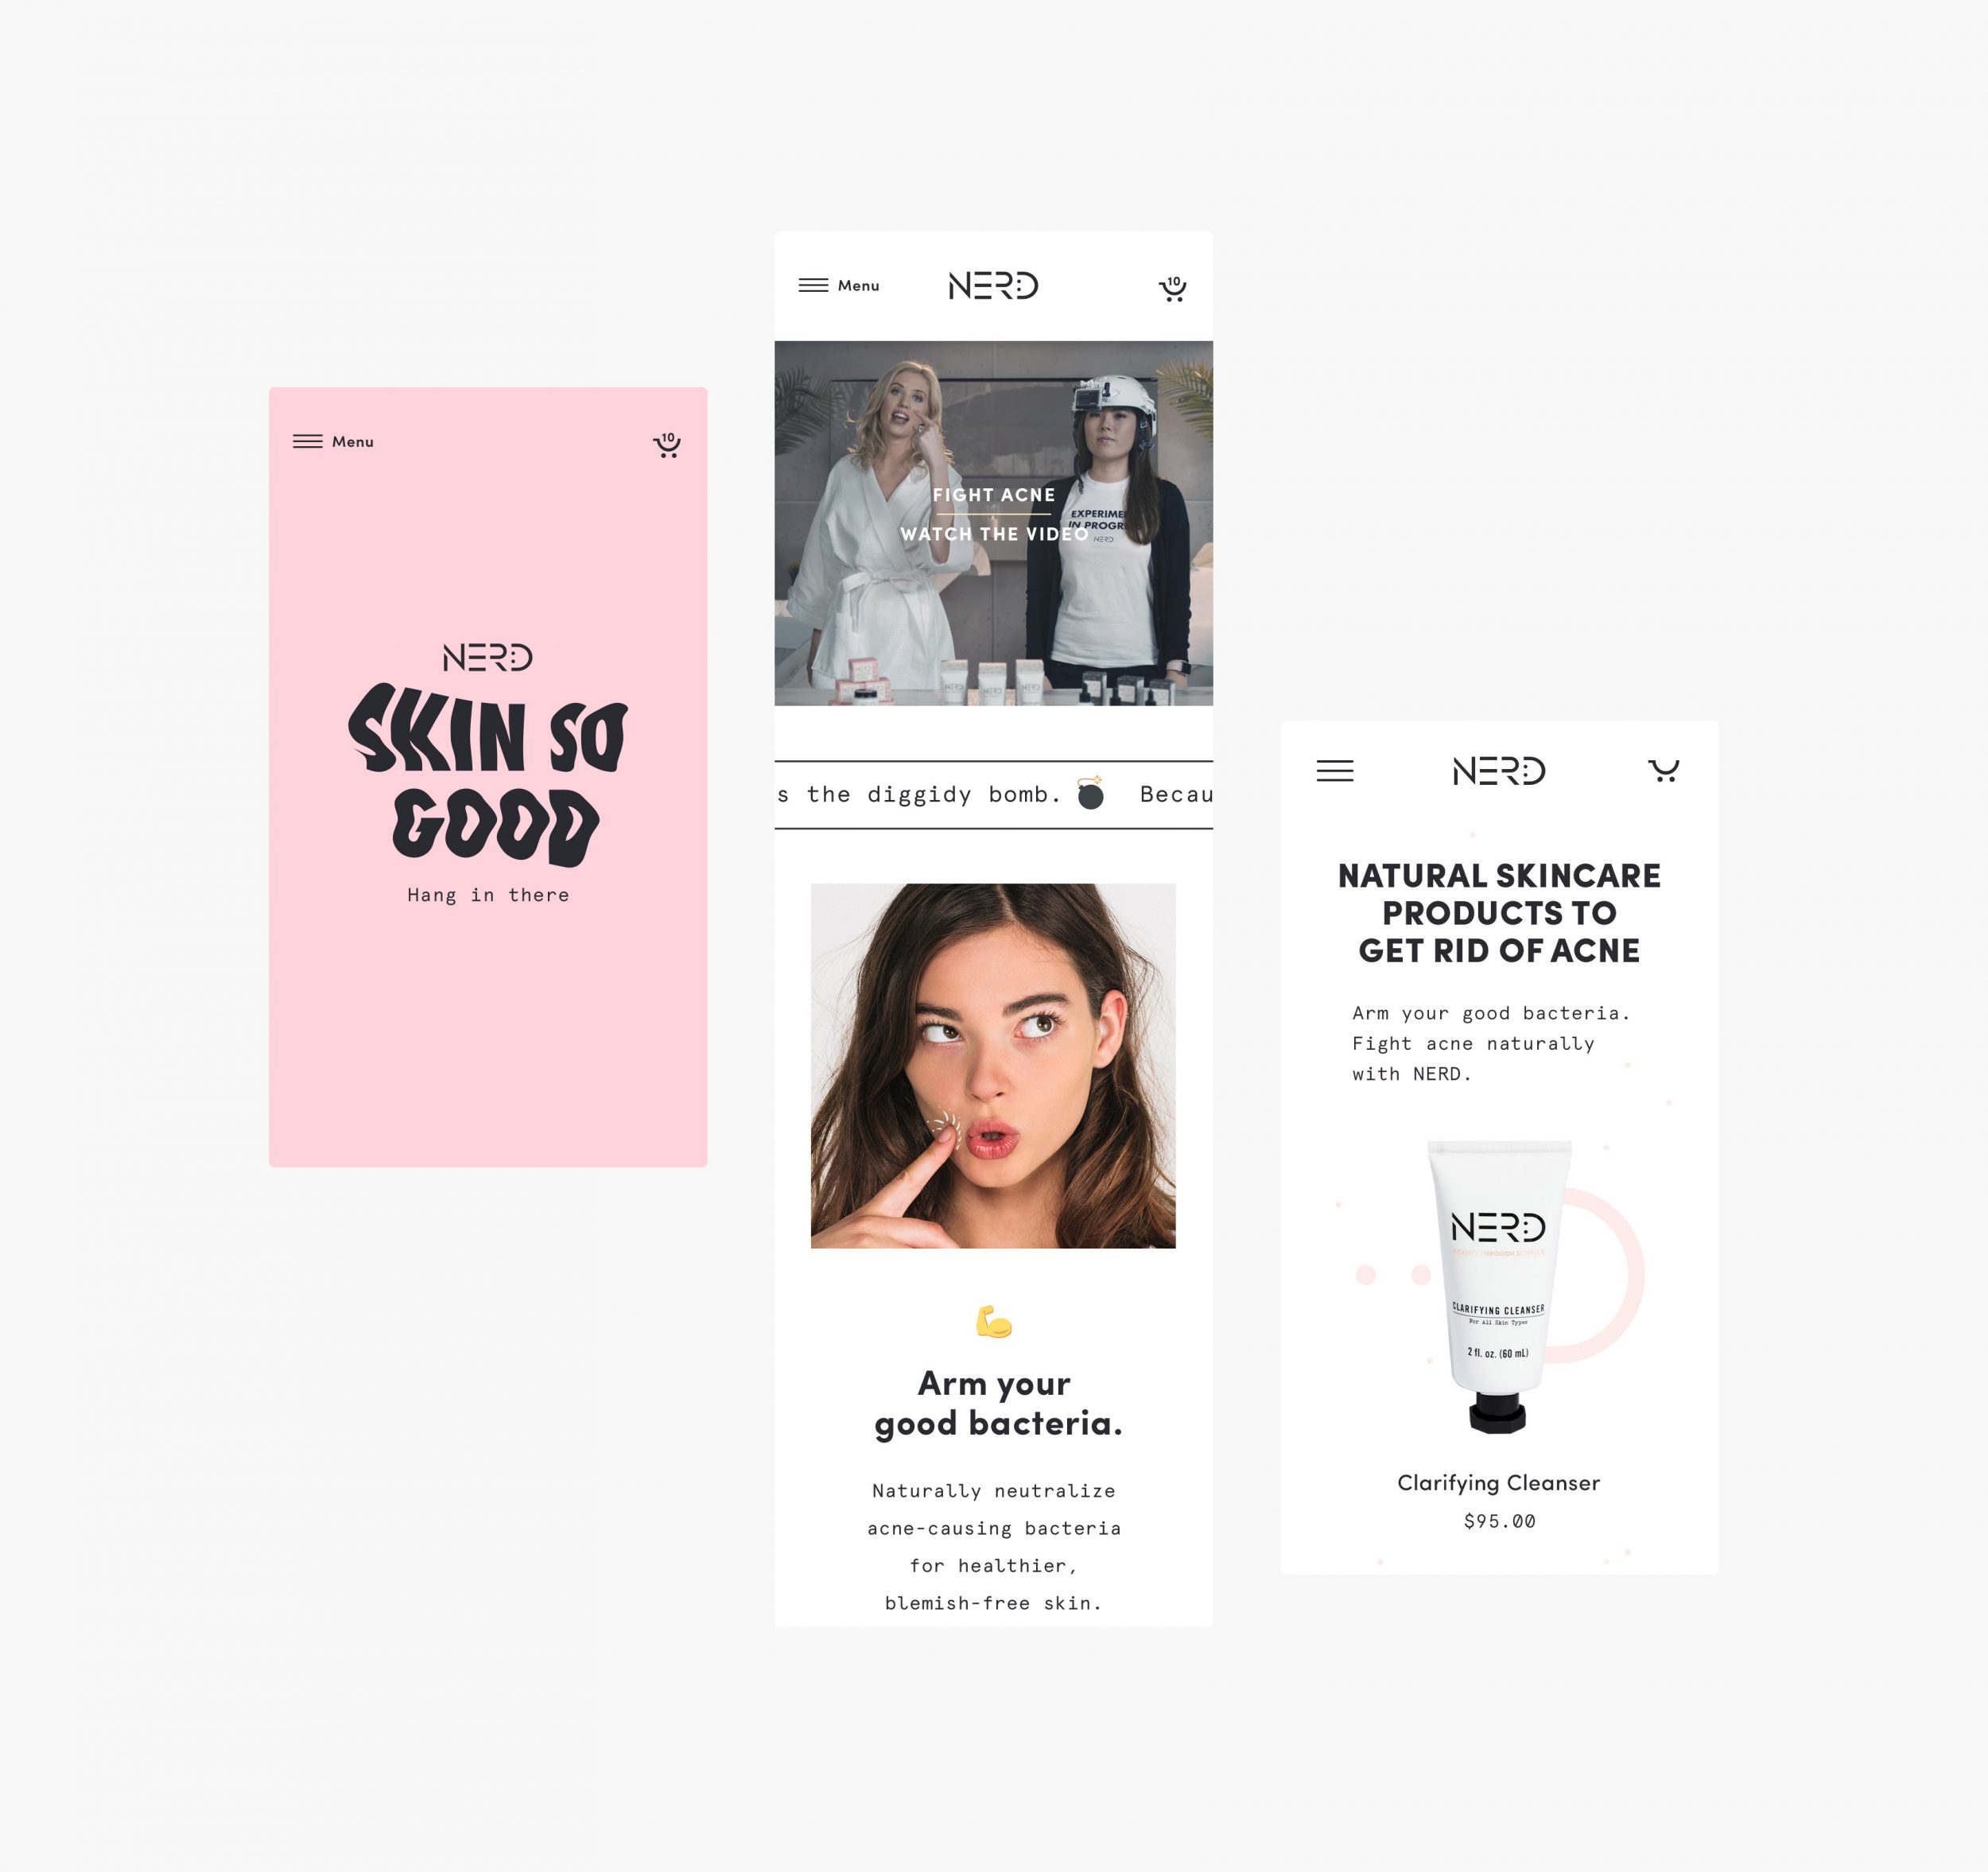 Menu
10
NERD
SKIN SO
GOOD
Hang in there
Menu
NERD
10
FIGHT ACNE
WATCH THE VIDEO
EXPERIME
IN PROGR
NERD
s the diggidy bomb. 💣 Becau
💪
Arm your
good bacteria.
Naturally neutralize
acne-causing bacteria
for healthier,
blemish-free skin.
NERD
NATURAL SKINCARE
PRODUCTS TO
GET RID OF ACNE
Arm your good bacteria.
Fight acne naturally
with NERD.
NERD
BEAUTY THROUGH SCIENCE
CLARIFYING CLEANSER
For All Skin Types
2 fl. oz. (60 mL)
Clarifying Cleanser
$95.00